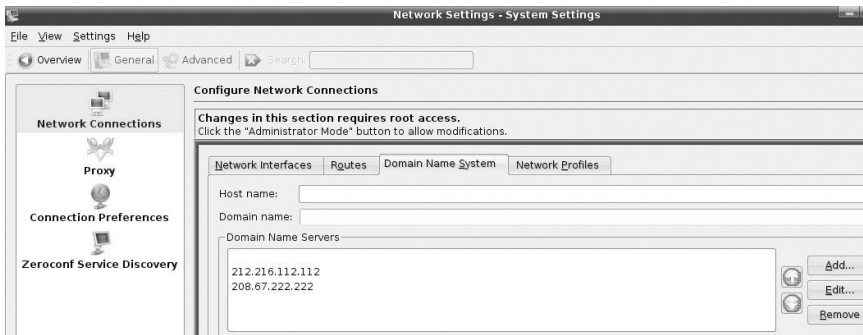 Network Settings - System Settings
File View Settings Help
Overview General Advanced Search:
Configure Network Connections
Network Connections
Proxy
Connection Preferences
Zeroconf Service Discovery
Changes in this section requires root access.
Click the "Administrator Mode" button to allow modifications.
Network Interfaces Routes Domain Name System Network Profiles
Host name:
Domain name:
Domain Name Servers
212.216.112.112
208.67.222.222
Add...
Edit...
Remove